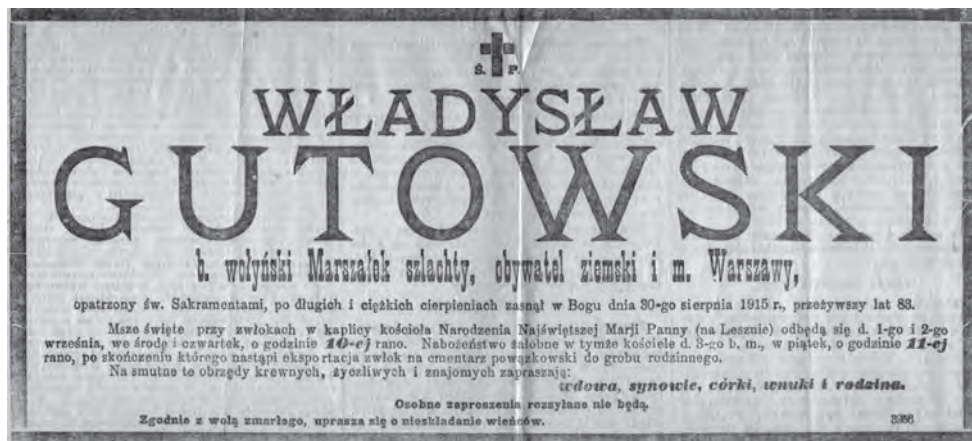 Ś. P.
WŁADYSŁAW
GUTOWSKI
b. wołyński Marszałek szlachty, obywatel ziemski i m. Warszawy,
opatrzony św. Sakramentami, po długich i ciężkich cierpieniach zasnął w Bogu dnia 30-go sierpnia 1915 r., przeżywszy lat 83.
Msze święte przy zwłokach w kaplicy kościoła Narodzenia Najświętszej Marji Panny (na Lesznie) odbędą się d. 1-go i 2-go
września, we środę i czwartek, o godzinie 10-ej rano. Nabożeństwo żałobne w tymże kościele d. 3-go b. m., w piątek, o godzinie 11-ej
rano, po skończeniu którego nastąpi eksportacja zwłok na cmentarz powązkowski do grobu rodzinnego.
Na smutne te obrzędy krewnych, życzliwych i znajomych zapraszają:
wdowa, synowie, córki, wnuki i rodzina.
Osobne zaproszenia rozsyłane nie będą.
Zgodnie z wolą zmarłego, uprasza się o nieskładanie wieńców.